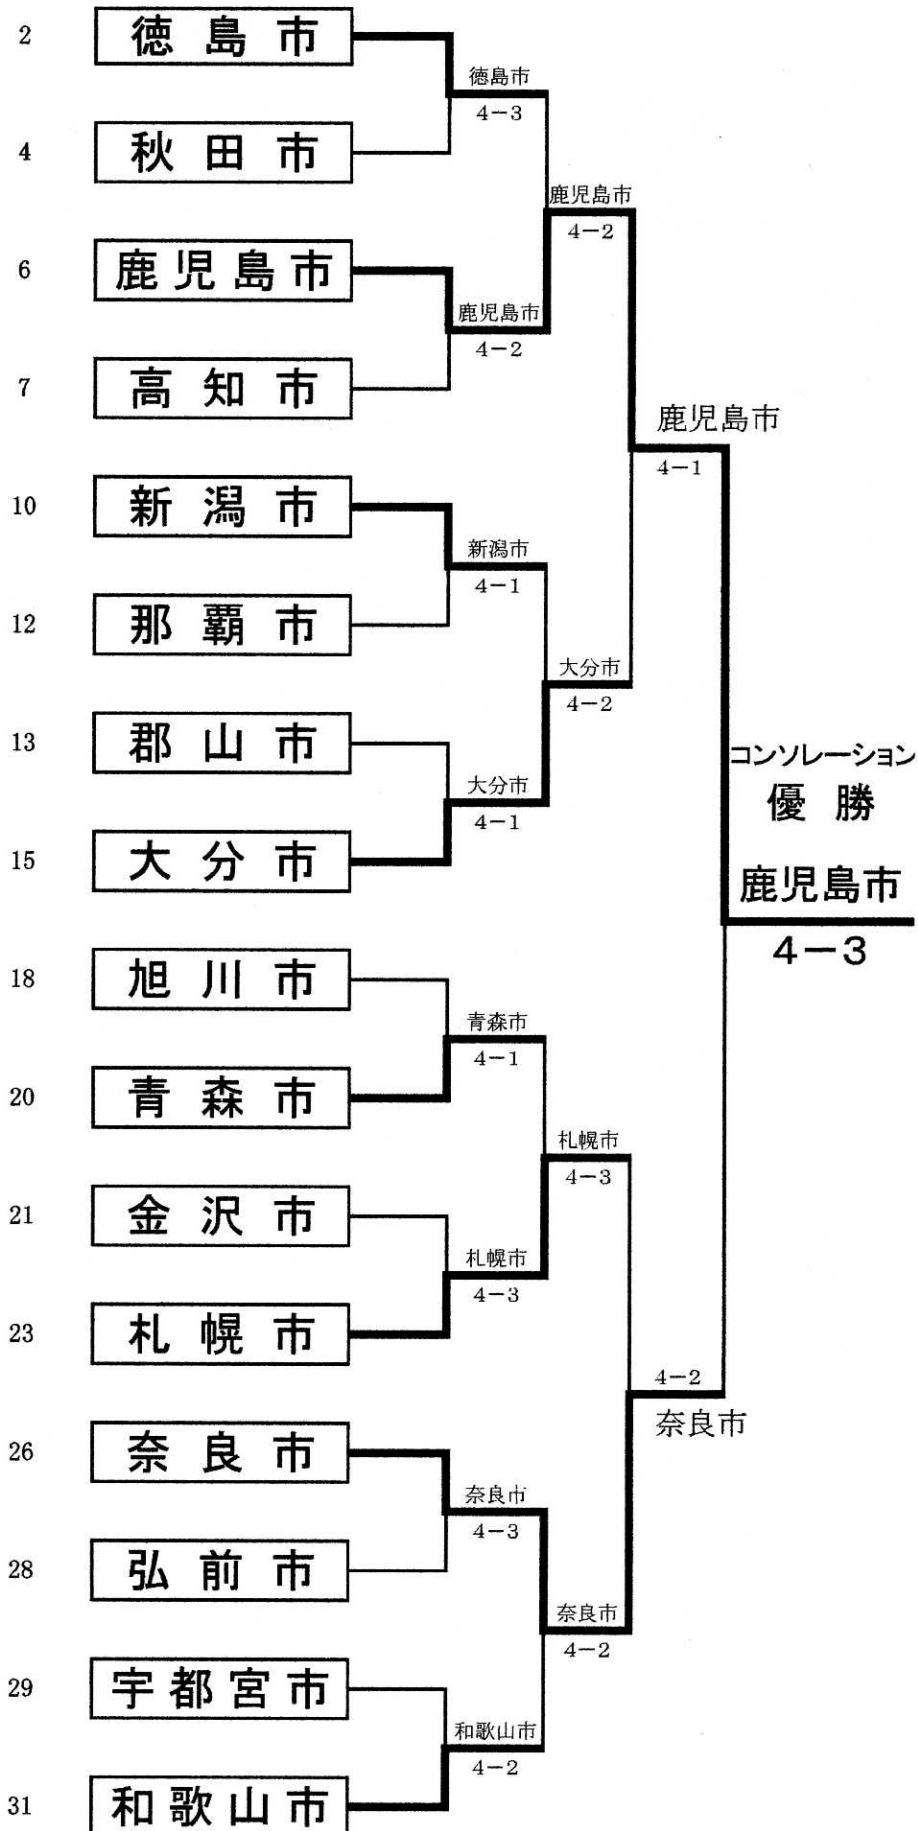 2 徳島市
徳島市
4-3
4 秋田市
鹿児島市
4-2
6 鹿児島市
鹿児島市
4-2
7 高知市
鹿児島市
4-1
10 新潟市
新潟市
4-1
12 那覇市
大分市
4-2
13 郡山市
コンソレーション
大分市
優勝
4-1
15 大分市
鹿児島市
4-3
18 旭川市
青森市
4-1
20 青森市
札幌市
4-3
21 金沢市
札幌市
4-3
23 札幌市
4-2
奈良市
26 奈良市
奈良市
4-3
28 弘前市
奈良市
4-2
29 宇都宮市
和歌山市
4-2
31 和歌山市